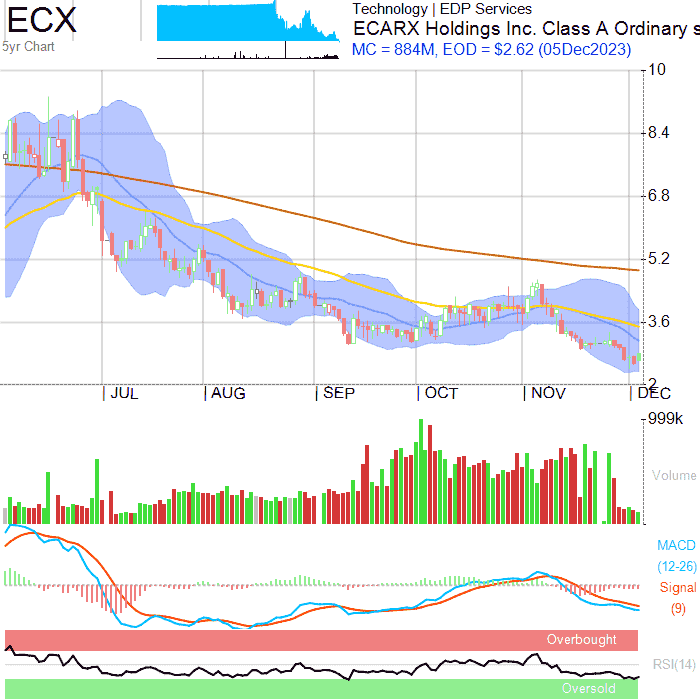 ECX
5yr Chart
Technology | EDP Services
ECARX Holdings Inc. Class A Ordinary s
MC = 884M, EOD = $2.62 (05Dec2023)
10
8.4
6.8
5.2
3.6
2
JUL AUG SEP OCT NOV DEC
999k
Volume
MACD
(12-26)
Signal
(9)
Overbought
RSI(14)
Oversold